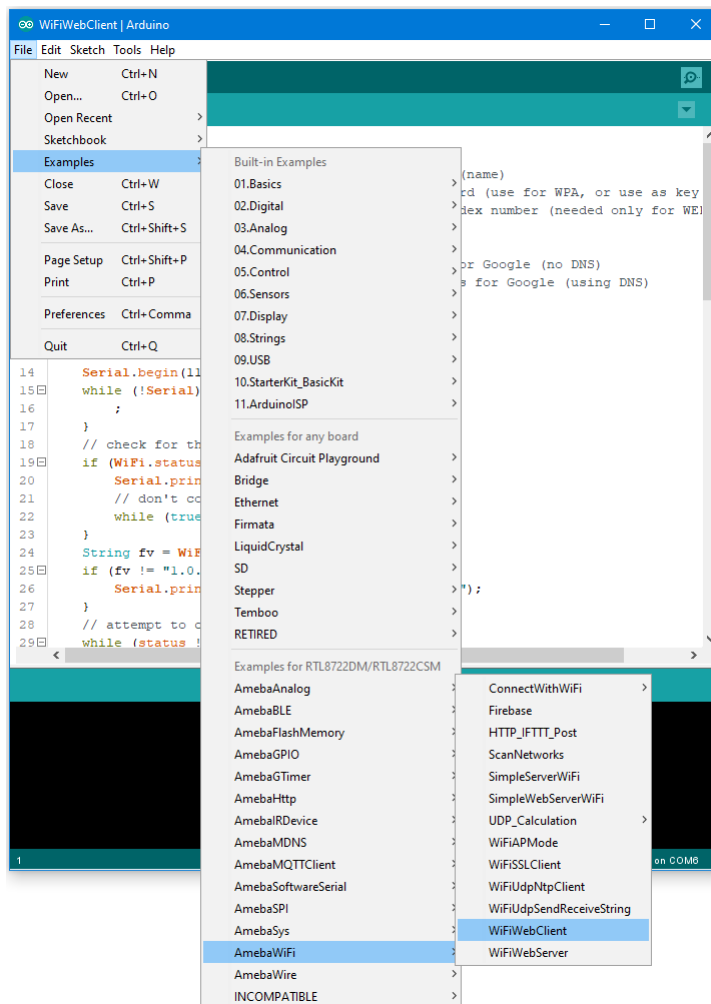 WiFiWebClient | Arduino
File Edit Sketch Tools Help
New Ctrl+N
Open... Ctrl+O
Open Recent
Sketchbook
Examples
Close Ctrl+W
Save Ctrl+S
Save As... Ctrl+Shift+S
Page Setup Ctrl+Shift+P
Print Ctrl+P
Preferences Ctrl+Comma
Quit Ctrl+Q
(name)
rd (use for WPA, or use as key
dex number (needed only for WE
or Google (no DNS)
s for Google (using DNS)
14 Serial.begin(11
15 while (!Serial)
16 ;
17 }
18 // check for th
19 if (WiFi.status
20 Serial.prin
21 // don't co
22 while (true
23 }
24 String fv = WiF
25 if (fv != "1.0.
26 Serial.prin ");
27 }
28 // attempt to c
29 while (status !
Built-in Examples
01.Basics
02.Digital
03.Analog
04.Communication
05.Control
06.Sensors
07.Display
08.Strings
09.USB
10.StarterKit_BasicKit
11.ArduinoISP
Examples for any board
Adafruit Circuit Playground
Bridge
Ethernet
Firmata
LiquidCrystal
SD
Stepper
Temboo
RETIRED
Examples for RTL8722DM/RTL8722CSM
AmebaAnalog
AmebaBLE
AmebaFlashMemory
AmebaGPIO
AmebaGTimer
AmebaHttp
AmebaIRDevice
AmebaMDNS
AmebaMQTTClient
AmebaSoftwareSerial
AmebaSPI
AmebaSys
AmebaWiFi
AmebaWire
INCOMPATIBLE
ConnectWithWiFi
Firebase
HTTP_IFTTT_Post
ScanNetworks
SimpleServerWiFi
SimpleWebServerWiFi
UDP_Calculation
WiFiAPMode
WiFiSSLClient
WiFiUdpNtpClient
WiFiUdpSendReceiveString
WiFiWebClient
WiFiWebServer
1 on COM6